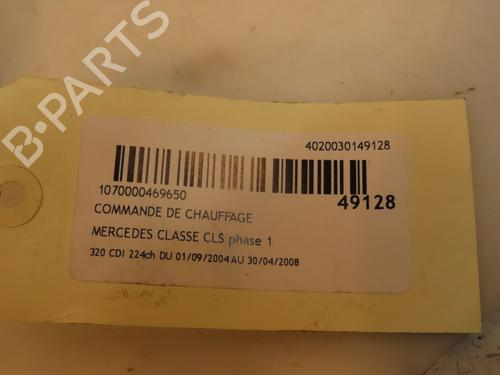 B-PARTS
4020030149128
1070000469650
49128
COMMANDE DE CHAUFFAGE
MERCEDES CLASSE CLS phase 1
320 CDI 224ch DU 01/09/2004 AU 30/04/2008